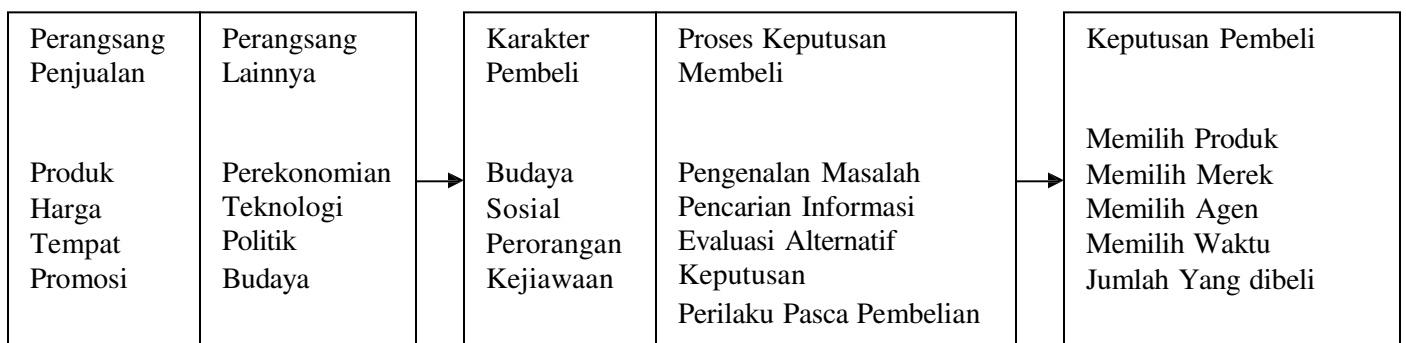 Perangsang
Penjualan
Produk
Harga
Tempat
Promosi
Perangsang
Lainnya
Perekonomian
Teknologi
Politik
Budaya
Karakter
Pembeli
Budaya
Sosial
Perorangan
Kejiawaan
Proses Keputusan
Membeli
Pengenalan Masalah
Pencarian Informasi
Evaluasi Alternatif
Keputusan
Perilaku Pasca Pembelian
Keputusan Pembeli
Memilih Produk
Memilih Merek
Memilih Agen
Memilih Waktu
Jumlah Yang dibeli